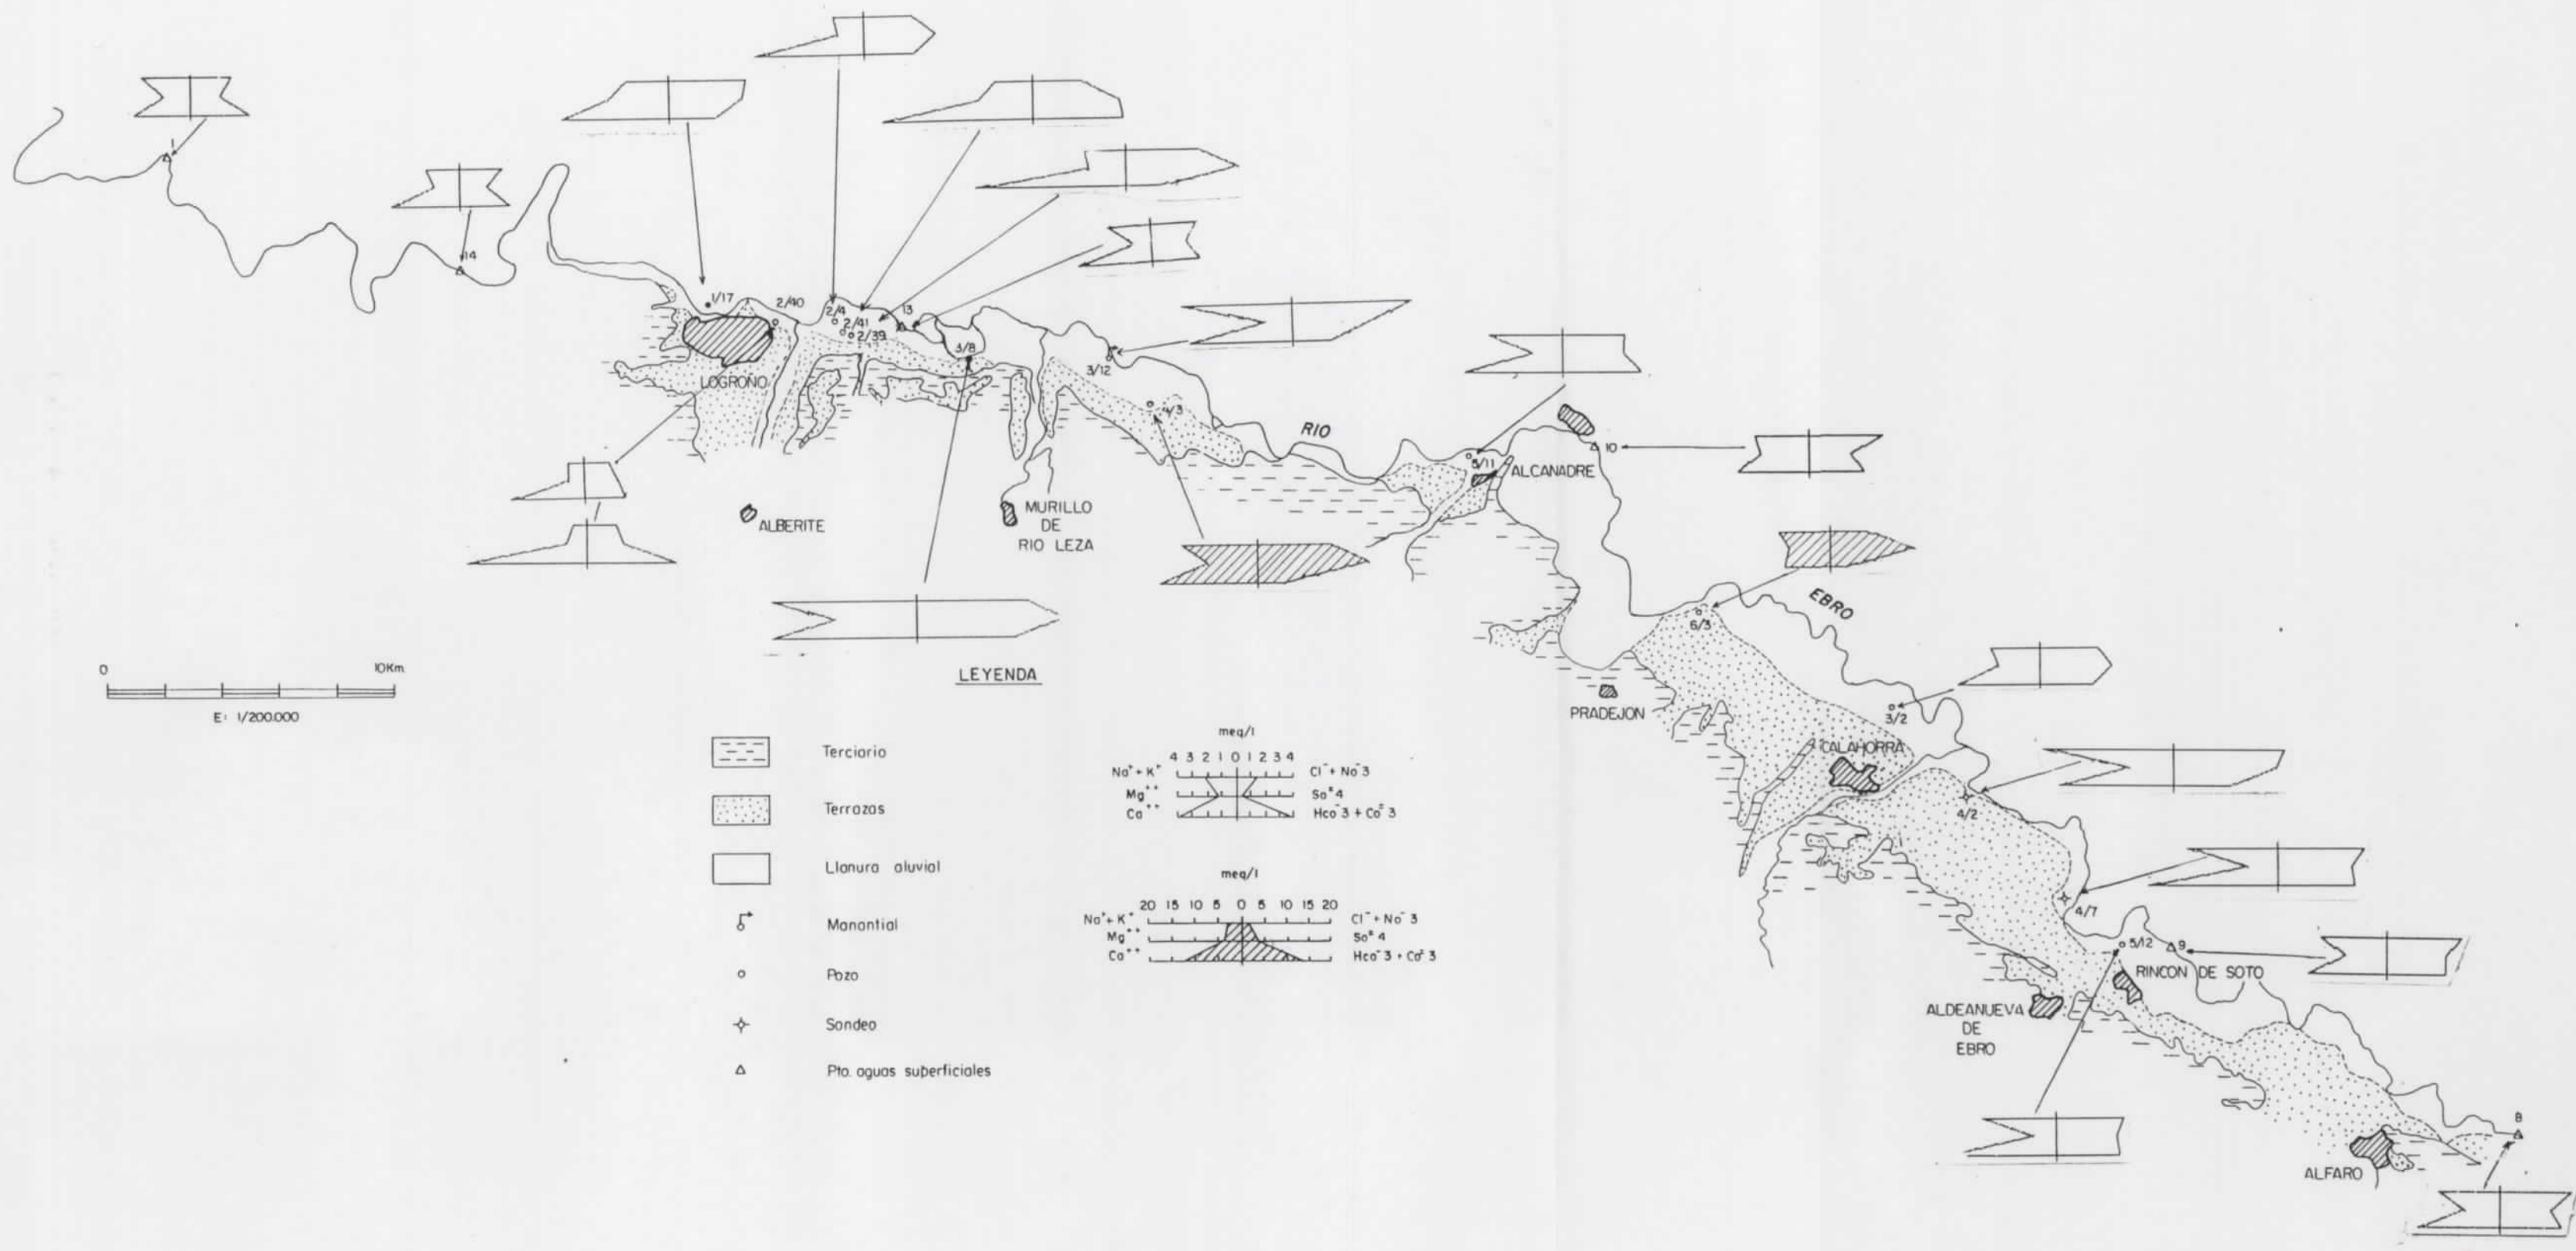 1
14
1/17
2/40
2/4
2/41
2/39
13
3/8
3/12
4/3
LOGROÑO
ALBERITE
MURILLO
DE
RIO LEZA
RIO
5/11
ALCANADRE
10
EBRO
6/3
PRADEJON
3/2
CALAHORRA
4/2
4/7
5/12
9
RINCON DE SOTO
ALDEANUEVA
DE
EBRO
8
ALFARO
0 10Km.
E: 1/200.000
LEYENDA
Terciario
Terrazas
Llanura aluvial
Manantial
Pozo
Sondeo
Pto. aguas superficiales
meq/l
4 3 2 1 0 1 2 3 4
Na⁺+ K⁺ Cl⁻+ No⁻3
Mg⁺⁺ So⁼4
Ca⁺⁺ Hco⁻3 + Co⁼3
meq/l
20 15 10 5 0 5 10 15 20
Na⁺+ K⁺ Cl⁻+ No⁻3
Mg⁺⁺ So⁼4
Ca⁺⁺ Hco⁻3 + Co⁼3